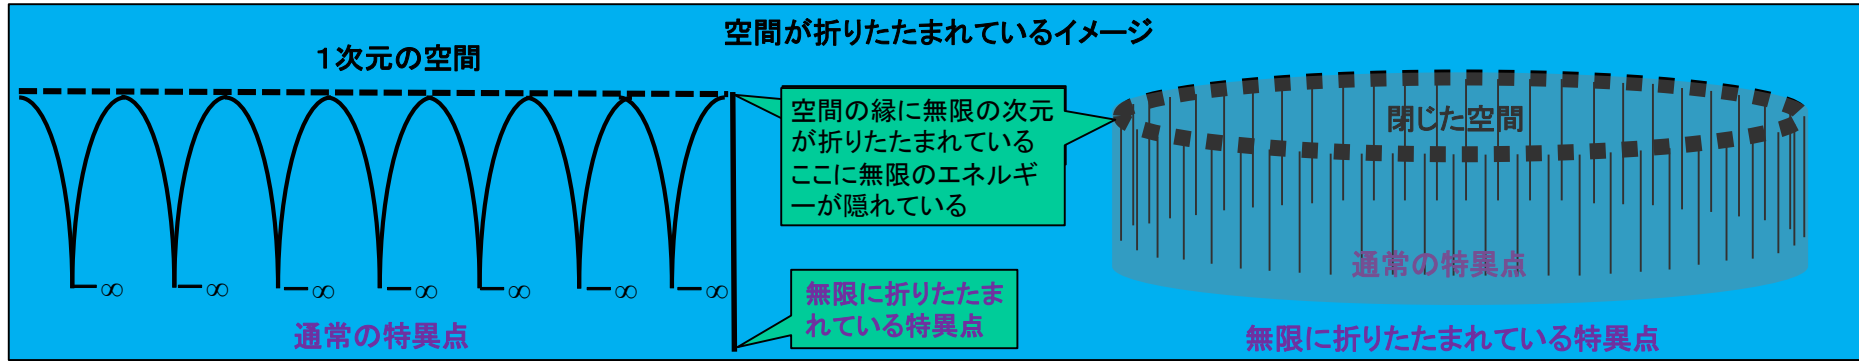 空間が折りたたまれているイメージ
１次元の空間
空間の縁に無限の次元
が折りたたまれている
ここに無限のエネルギ
ーが隠れている
閉じた空間
－∞
－∞
－∞
－∞
－∞
－∞
－∞
通常の特異点
無限に折りたたま
れている特異点
通常の特異点
無限に折りたたまれている特異点